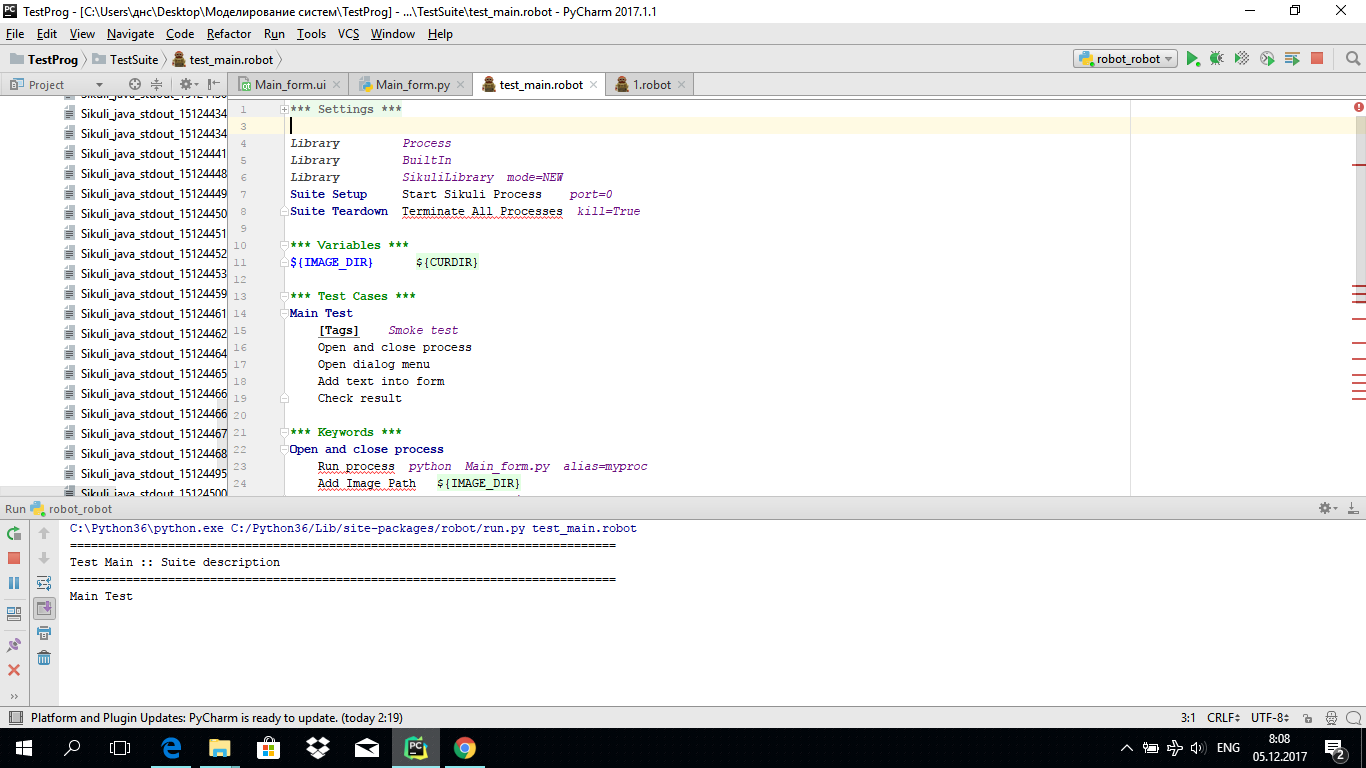 TestProg - [C:\Users\днс\Desktop\Моделирование систем\TestProg] - ...\TestSuite\test_main.robot - PyCharm 2017.1.1
File Edit View Navigate Code Refactor Run Tools VCS Window Help
TestProg TestSuite test_main.robot robot_robot
Project Main_form.ui Main_form.py test_main.robot 1.robot
Sikuli_java_stdout_15124434
Sikuli_java_stdout_15124434
Sikuli_java_stdout_15124441
Sikuli_java_stdout_15124448
Sikuli_java_stdout_15124449
Sikuli_java_stdout_15124450
Sikuli_java_stdout_15124451
Sikuli_java_stdout_15124452
Sikuli_java_stdout_15124453
Sikuli_java_stdout_15124459
Sikuli_java_stdout_15124461
Sikuli_java_stdout_15124462
Sikuli_java_stdout_15124464
Sikuli_java_stdout_15124465
Sikuli_java_stdout_15124466
Sikuli_java_stdout_15124466
Sikuli_java_stdout_15124467
Sikuli_java_stdout_15124468
Sikuli_java_stdout_15124495
Sikuli_java_stdout_15124500
1 *** Settings ***
3
4 Library Process
5 Library BuiltIn
6 Library SikuliLibrary mode=NEW
7 Suite Setup Start Sikuli Process port=0
8 Suite Teardown Terminate All Processes kill=True
9
10 *** Variables ***
11 ${IMAGE_DIR} ${CURDIR}
12
13 *** Test Cases ***
14 Main Test
15 [Tags] Smoke test
16 Open and close process
17 Open dialog menu
18 Add text into form
19 Check result
20
21 *** Keywords ***
22 Open and close process
23 Run process python Main_form.py alias=myproc
24 Add Image Path ${IMAGE_DIR}
Run robot_robot
C:\Python36\python.exe C:/Python36/Lib/site-packages/robot/run.py test_main.robot
==============================================================================
Test Main :: Suite description
==============================================================================
Main Test
Platform and Plugin Updates: PyCharm is ready to update. (today 2:19) 3:1 CRLF UTF-8
ENG 8:08
05.12.2017 2